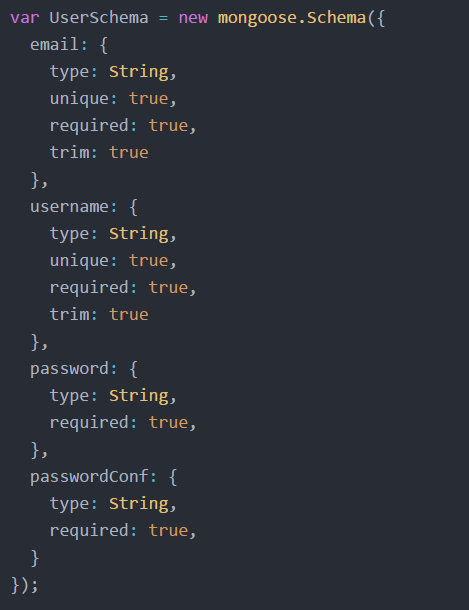 var UserSchema = new mongoose.Schema({
  email: {
    type: String,
    unique: true,
    required: true,
    trim: true
  },
  username: {
    type: String,
    unique: true,
    required: true,
    trim: true
  },
  password: {
    type: String,
    required: true,
  },
  passwordConf: {
    type: String,
    required: true,
  }
});